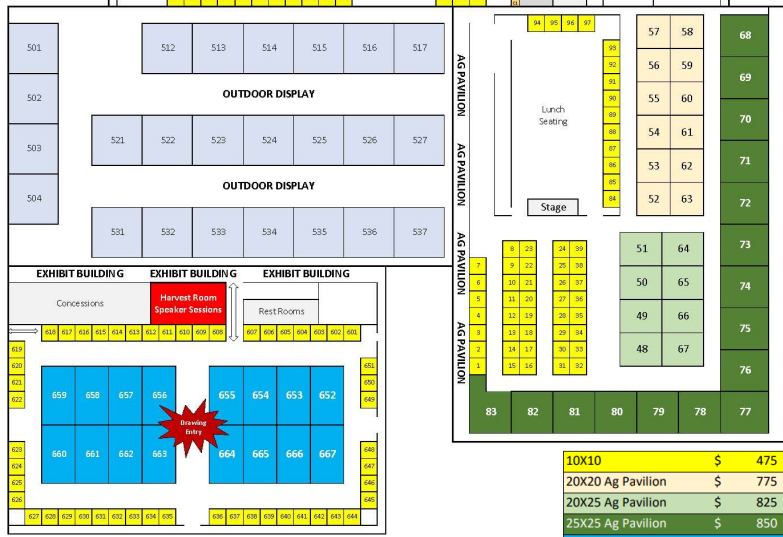 94 95 96 97
501 512 513 514 515 516 517
502
503
504
OUTDOOR DISPLAY
521 522 523 524 525 526 527
OUTDOOR DISPLAY
531 532 533 534 535 536 537
AG PAVILION
AG PAVILION
AG PAVILION
AG PAVILION
Lunch
Seating
Stage
93
92
91
90
89
88
87
86
85
84
57 58
56 59
55 60
54 61
53 62
52 63
68
69
70
71
72
73
74
75
76
77
51 64
50 65
49 66
48 67
7
6
5
4
3
2
1
8 23
9 22
10 21
11 20
12 19
13 18
14 17
15 16
24 39
25 38
26 37
27 36
28 35
29 34
30 33
31 32
83 82 81 80 79 78
EXHIBIT BUILDING EXHIBIT BUILDING EXHIBIT BUILDING
Concessions
Harvest Room
Speaker Sessions
Rest Rooms
618 617 616 615 614 613 612 611 610 609 608
607 606 605 604 603 602 601
619
620
621
622
659 658 657 656
655 654 653 652
651
650
649
Drawing
Entry
660 661 662 663
664 665 666 667
623
624
625
626
648
647
646
645
627 628 629 630 631 632 633 634 635
636 637 638 639 640 641 642 643 644
10X10 $ 475
20X20 Ag Pavilion $ 775
20X25 Ag Pavilion $ 825
25X25 Ag Pavilion $ 850